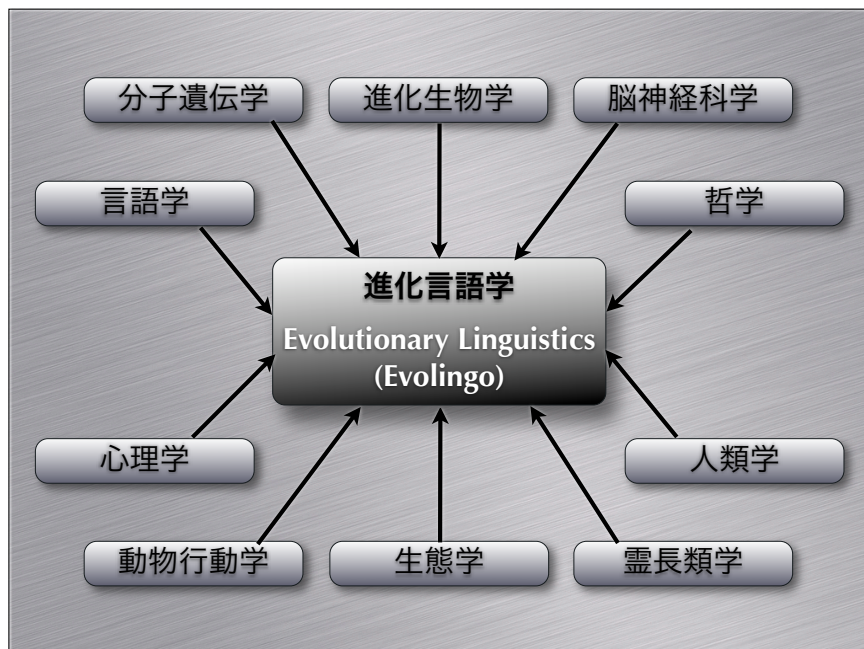 分子遺伝学
進化生物学
脳神経科学
言語学
哲学
進化言語学
Evolutionary Linguistics
(Evolingo)
心理学
人類学
動物行動学
生態学
霊長類学